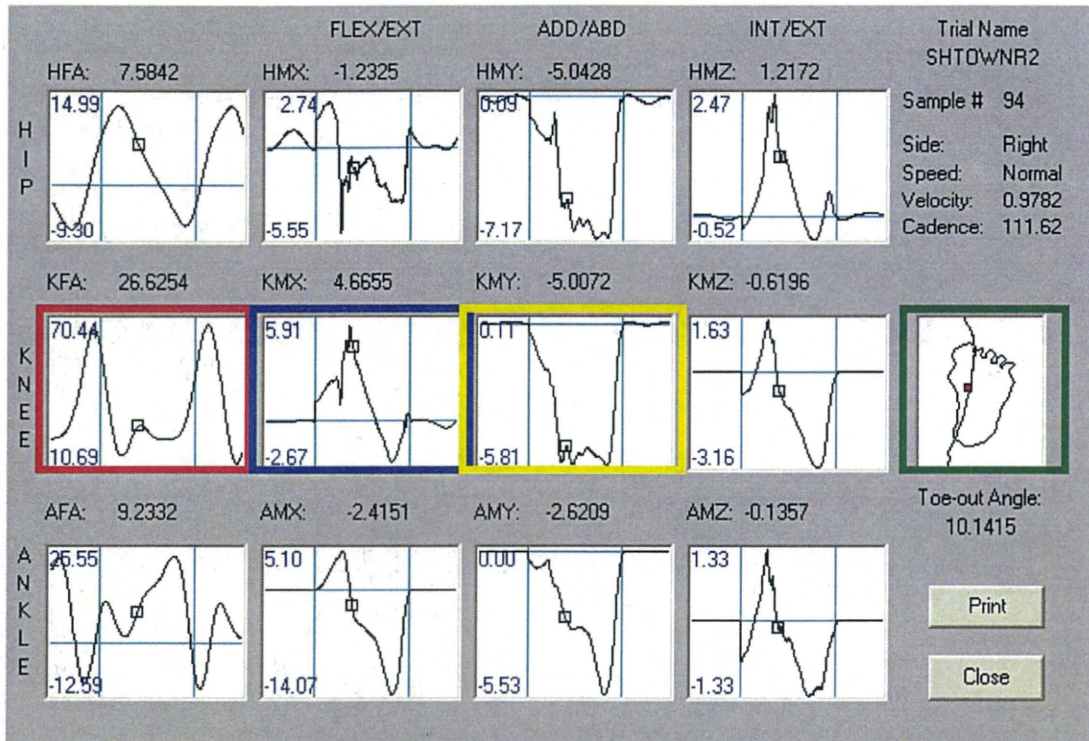 FLEX/EXT ADD/ABD INT/EXT Trial Name
SHTOWNR2
HFA: 7.5842 HMX: -1.2325 HMY: -5.0428 HMZ: 1.2172
14.99 2.74 0.09 2.47 Sample # 94
HIP
Side: Right
Speed: Normal
Velocity: 0.9782
Cadence: 111.62
-9.30 -5.55 -7.17 -0.52
KFA: 26.6254 KMX: 4.6655 KMY: -5.0072 KMZ: -0.6196
70.44 5.91 0.11 1.63
KNEE
10.69 -2.67 -5.81 -3.16
Toe-out Angle:
10.1415
AFA: 9.2332 AMX: -2.4151 AMY: -2.6209 AMZ: -0.1357
25.55 5.10 0.00 1.33
ANKLE
Print
-12.59 -14.07 -5.53 -1.33
Close